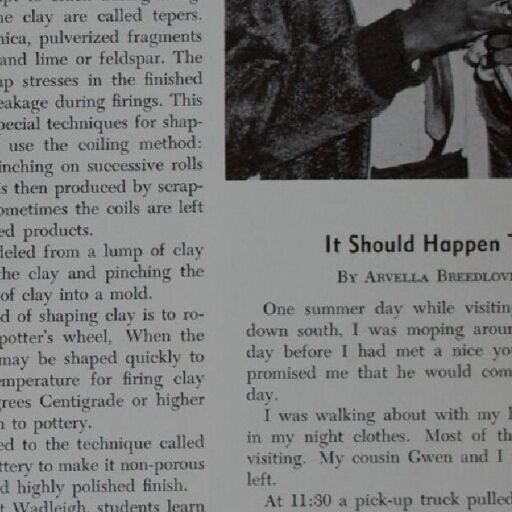 he clay are called tepers.
nica, pulverized fragments
and lime or feldspar. The
up stresses in the finished
eakage during firings. This
pecial techniques for shap-
use the coiling method:
inching on successive rolls
s then produced by scrap-
ometimes the coils are left
ed products.
deled from a lump of clay
the clay and pinching the
of clay into a mold.
d of shaping clay is to ro-
potter's wheel, When the
may be shaped quickly to
emperature for firing clay
grees Centigrade or higher
n to pottery.
ed to the technique called
ttery to make it non-porous
d highly polished finish.
t Wadleigh, students learn
It Should Happen
By Arvella Breedlove
One summer day while visiting
down south, I was moping aroun
day before I had met a nice yo
promised me that he would com
day.
I was walking about with my
in my night clothes. Most of th
visiting. My cousin Gwen and I
left.
At 11:30 a pick-up truck pulled